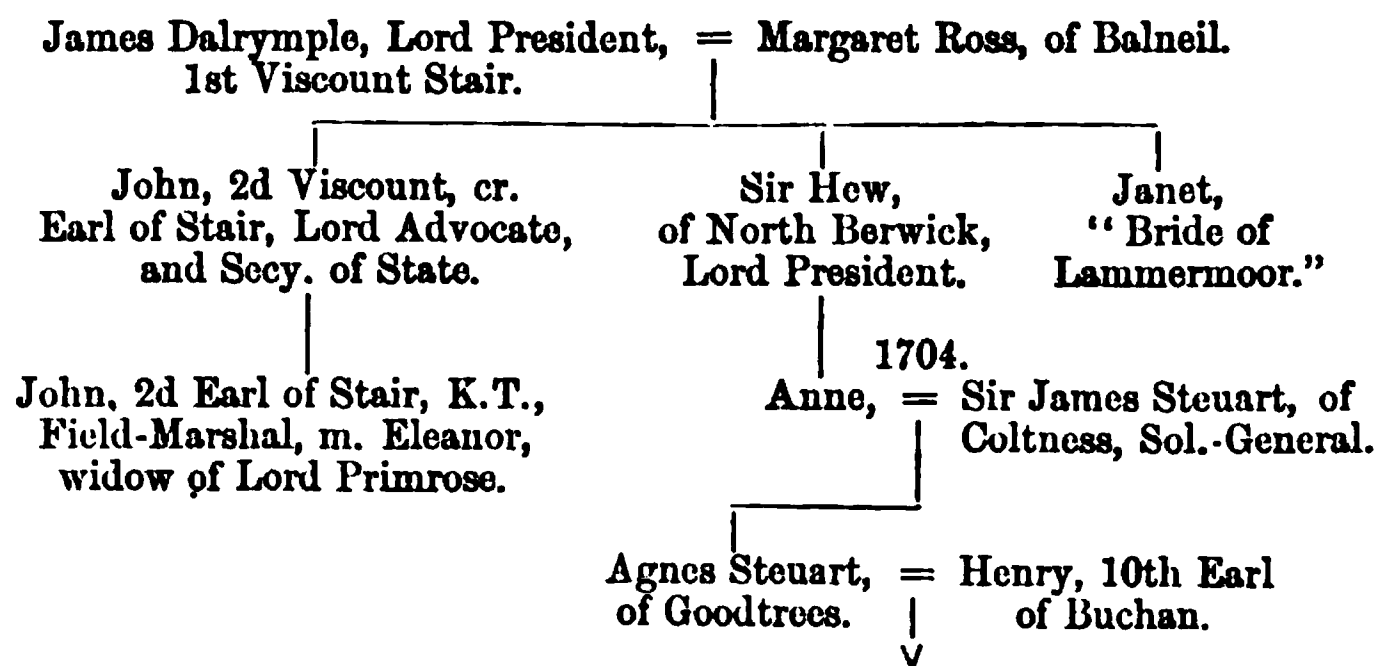 James Dalrymple, Lord President, = Margaret Ross, of Balneil.
1st Viscount Stair.
John, 2d Viscount, cr.
Earl of Stair, Lord Advocate,
and Secy. of State.
Sir Hew,
of North Berwick,
Lord President.
Janet,
“ Bride of
Lammermoor.”
John, 2d Earl of Stair, K.T.,
Field-Marshal, m. Eleanor,
widow of Lord Primrose.
1704.
Anne, = Sir James Steuart, of
Coltness, Sol.-General.
Agnes Steuart, = Henry, 10th Earl
of Goodtrees. of Buchan.